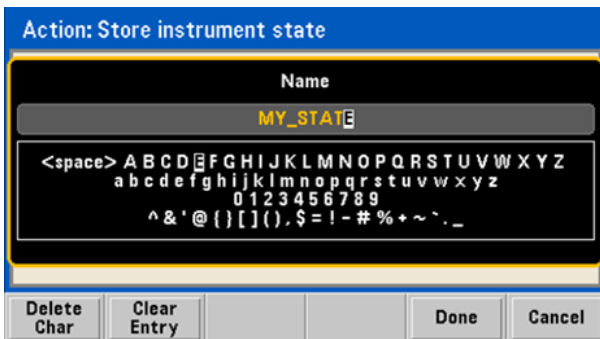 Action: Store instrument state
Name
MY_STATE
<space> A B C D E F G H I J K L M N O P Q R S T U V W X Y Z
a b c d e f g h i j k l m n o p q r s t u v w x y z
0 1 2 3 4 5 6 7 8 9
^ & ' @ { } [ ] ( ) , $ = ! - # % + ~ ` . _
Delete Char
Clear Entry
Done
Cancel